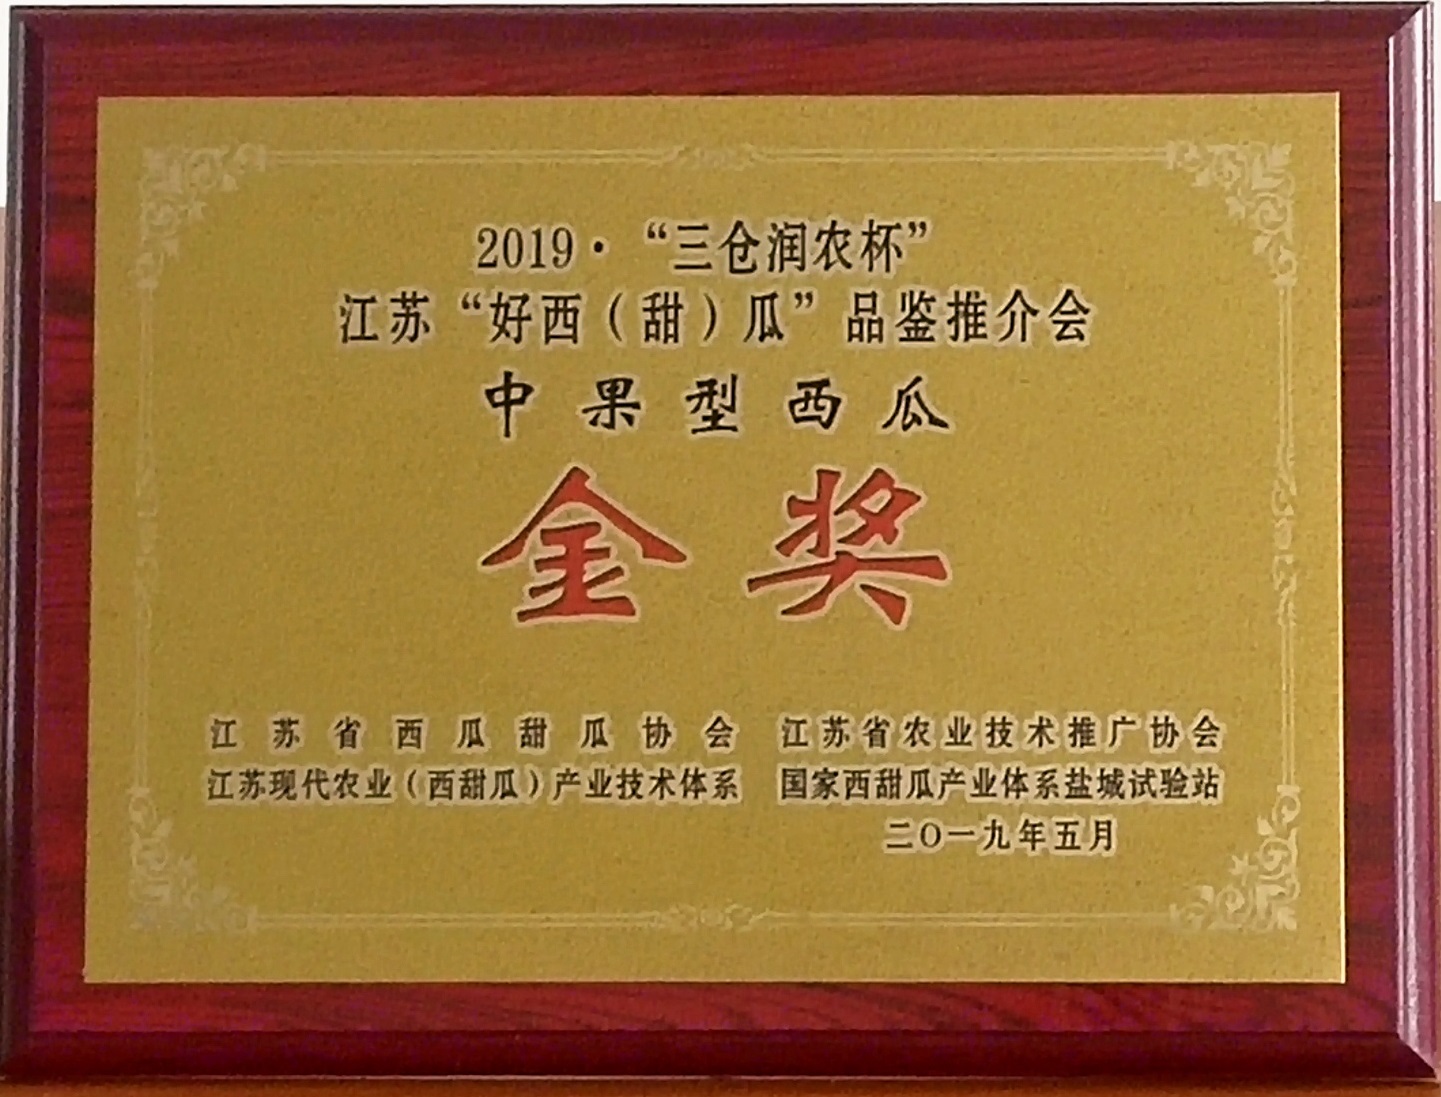 2019·“三仓润农杯”
江苏“好西（甜）瓜”品鉴推介会
中果型西瓜
金奖
江苏省西瓜甜瓜协会 江苏省农业技术推广协会
江苏现代农业（西甜瓜）产业技术体系 国家西甜瓜产业体系盐城试验站
二〇一九年五月